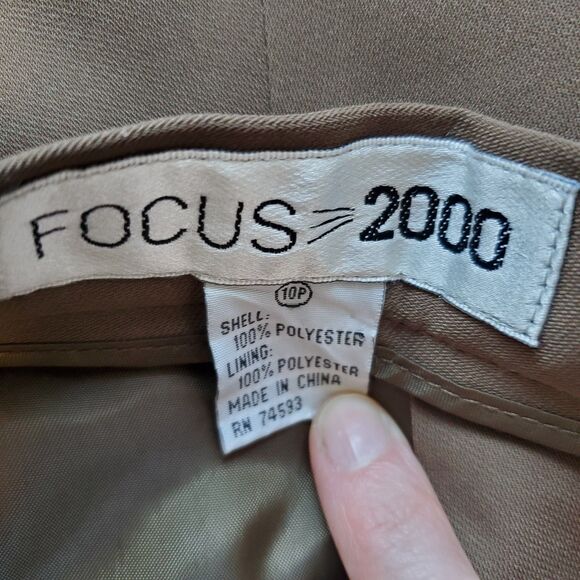 FOCUS 2000
10P
SHELL:
100% POLYESTER
LINING:
100% POLYESTER
MADE IN CHINA
RN 74593